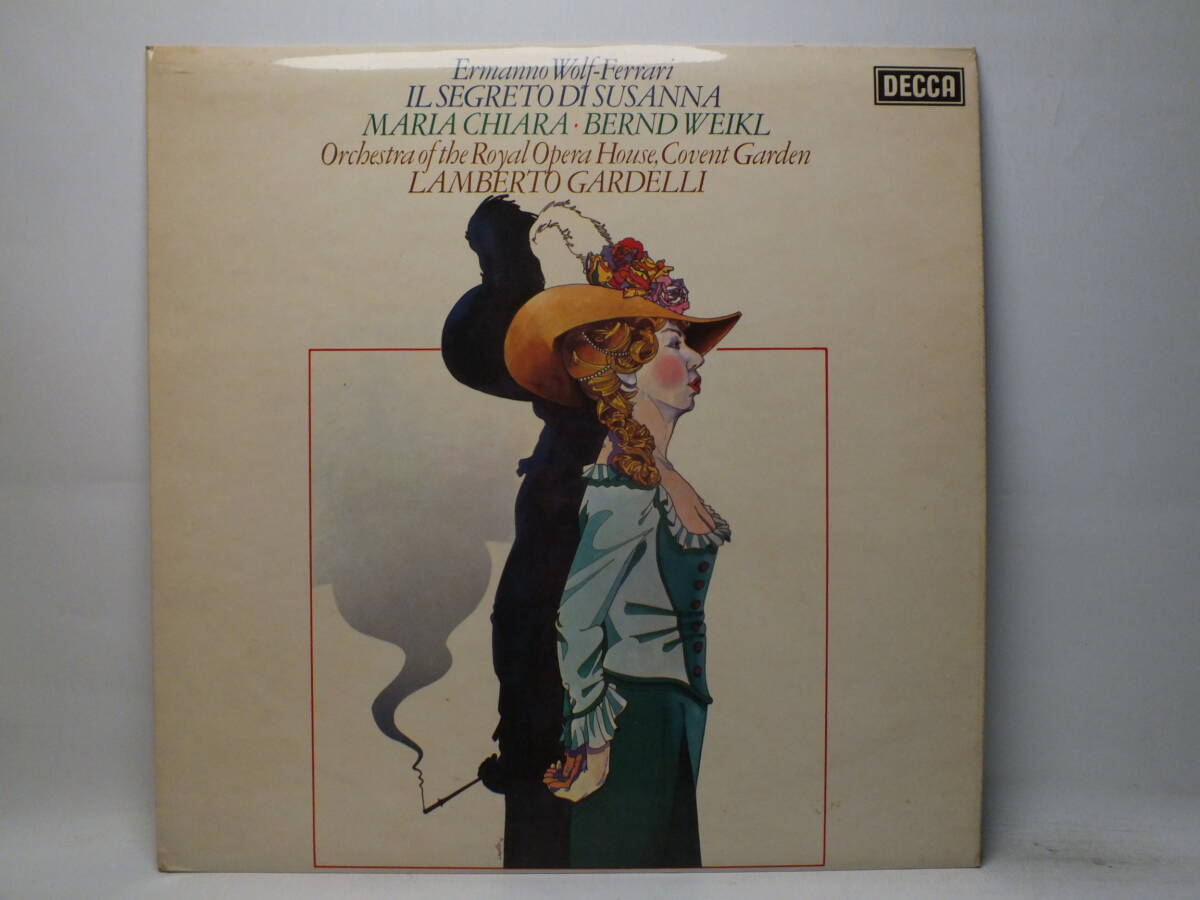 Ermanno Wolf-Ferrari
IL SEGRETO DI SUSANNA
MARIA CHIARA · BERND WEIKL
Orchestra of the Royal Opera House, Covent Garden
LAMBERTO GARDELLI
DECCA